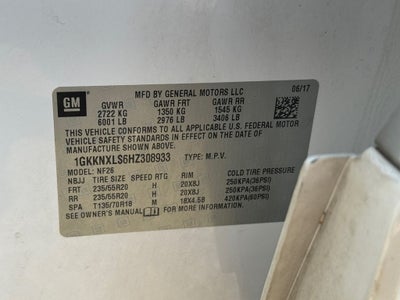 GM
MFD BY GENERAL MOTORS LLC 06/17
GVWR GAWR FRT GAWR RR
2722 KG 1350 KG 1545 KG
6001 LB 2976 LB 3406 LB
THIS VEHICLE CONFORMS TO ALL APPLICABLE U.S. FEDERAL MOTOR
VEHICLE SAFETY STANDARDS IN EFFECT ON THE DATE OF
MANUFACTURE SHOWN ABOVE.
1GKKNXLS6HZ308933 TYPE: M.P.V.
MODEL: NF26
NBJJ TIRE SIZE SPEED RTG RIM COLD TIRE PRESSURE
FRT 235/55R20 H 20X8J 250KPA(36PSI)
RR 235/55R20 H 20X8J 250KPA(36PSI)
SPA T135/70R18 M 18X4.5B 420KPA(60PSI)
SEE OWNER'S MANUAL FOR ADDITIONAL INFORMATION.